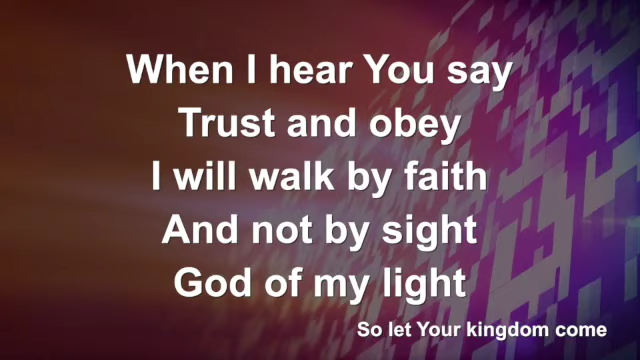 When I hear You say
Trust and obey
I will walk by faith
And not by sight
God of my light
So let Your kingdom come